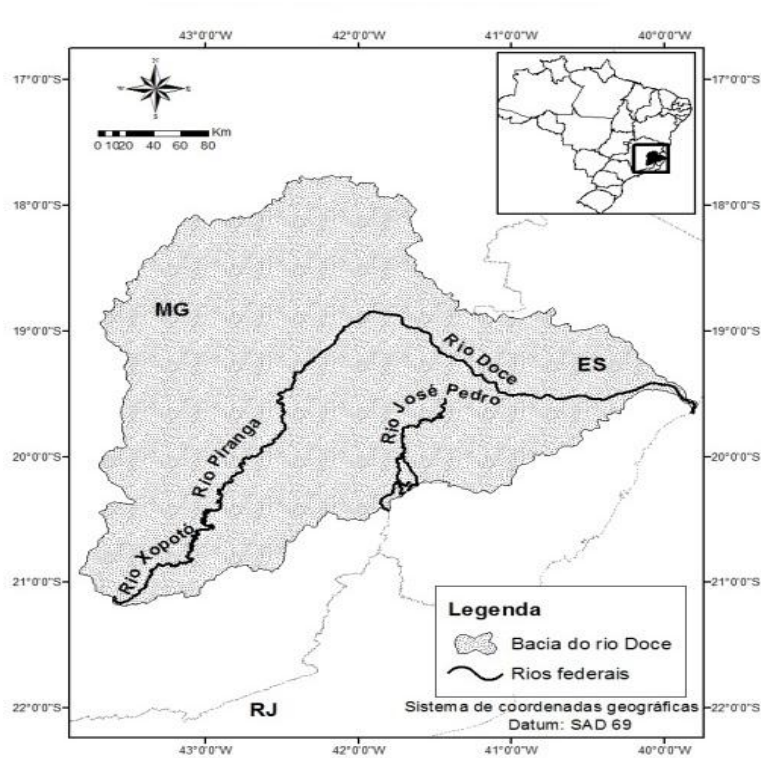 43°0'0"W 42°0'0"W 41°0'0"W 40°0'0"W
17°0'0"S 17°0'0"S
N
W E
S
Km
0 10 20 40 60 80
18°0'0"S 18°0'0"S
MG
19°0'0"S 19°0'0"S
Rio Doce
ES
Rio José Pedro
Rio Piranga
20°0'0"S 20°0'0"S
Rio Xopotó
21°0'0"S 21°0'0"S
Legenda
Bacia do rio Doce
Rios federais
22°0'0"S 22°0'0"S
RJ
Sistema de coordenadas geográficas
Datum: SAD 69
43°0'0"W 42°0'0"W 41°0'0"W 40°0'0"W